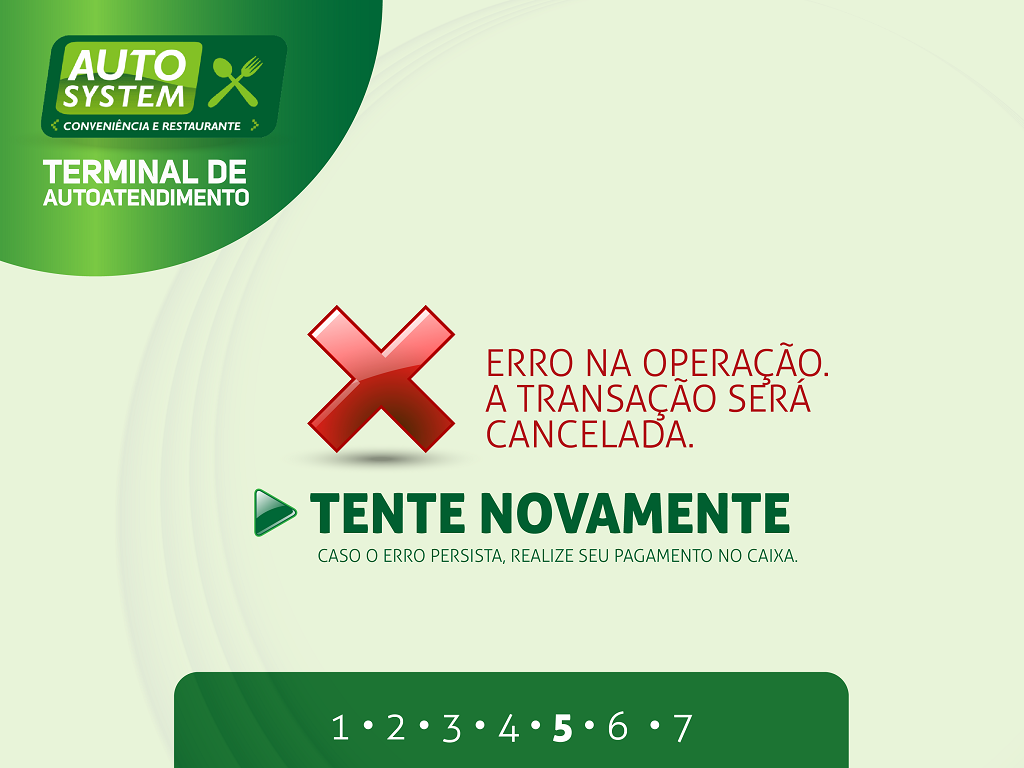 AUTO
SYSTEM
CONVENIÊNCIA E RESTAURANTE
TERMINAL DE
AUTOATENDIMENTO
ERRO NA OPERAÇÃO.
A TRANSAÇÃO SERÁ
CANCELADA.
TENTE NOVAMENTE
CASO O ERRO PERSISTA, REALIZE SEU PAGAMENTO NO CAIXA.
1 • 2 • 3 • 4 • 5 • 6 • 7